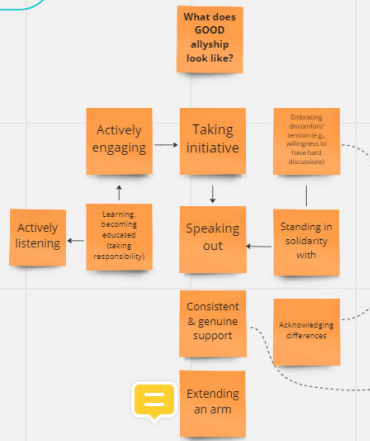 What does
GOOD
allyship
look like?
Actively
engaging
Taking
initiative
Embracing
discomfort/
tension (e.g.,
willingness to
have hard
discussions)
Actively
listening
Learning,
becoming
educated
(taking
responsibility)
Speaking
out
Standing in
solidarity
with
Consistent
& genuine
support
Acknowledging
differences
Extending
an arm